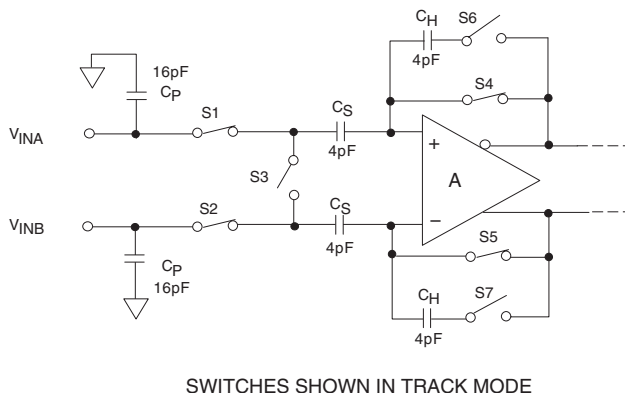 CH
S6
4pF
16pF
CP
S4
S1
CS
VINA
4pF
+
S3
A
S2
CS
VINB
−
4pF
S5
CP
16pF
CH
S7
4pF
SWITCHES SHOWN IN TRACK MODE